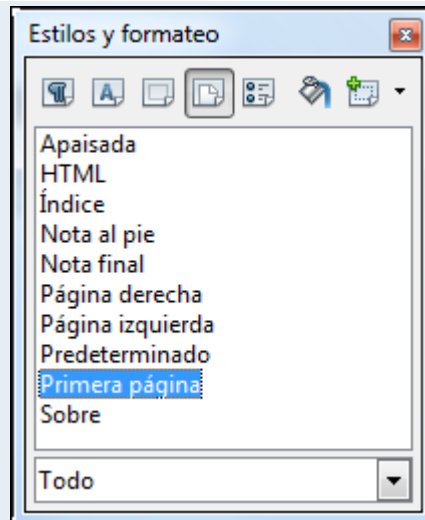 Estilos y formateo
Apaisada
HTML
Índice
Nota al pie
Nota final
Página derecha
Página izquierda
Predeterminado
Primera página
Sobre
Todo